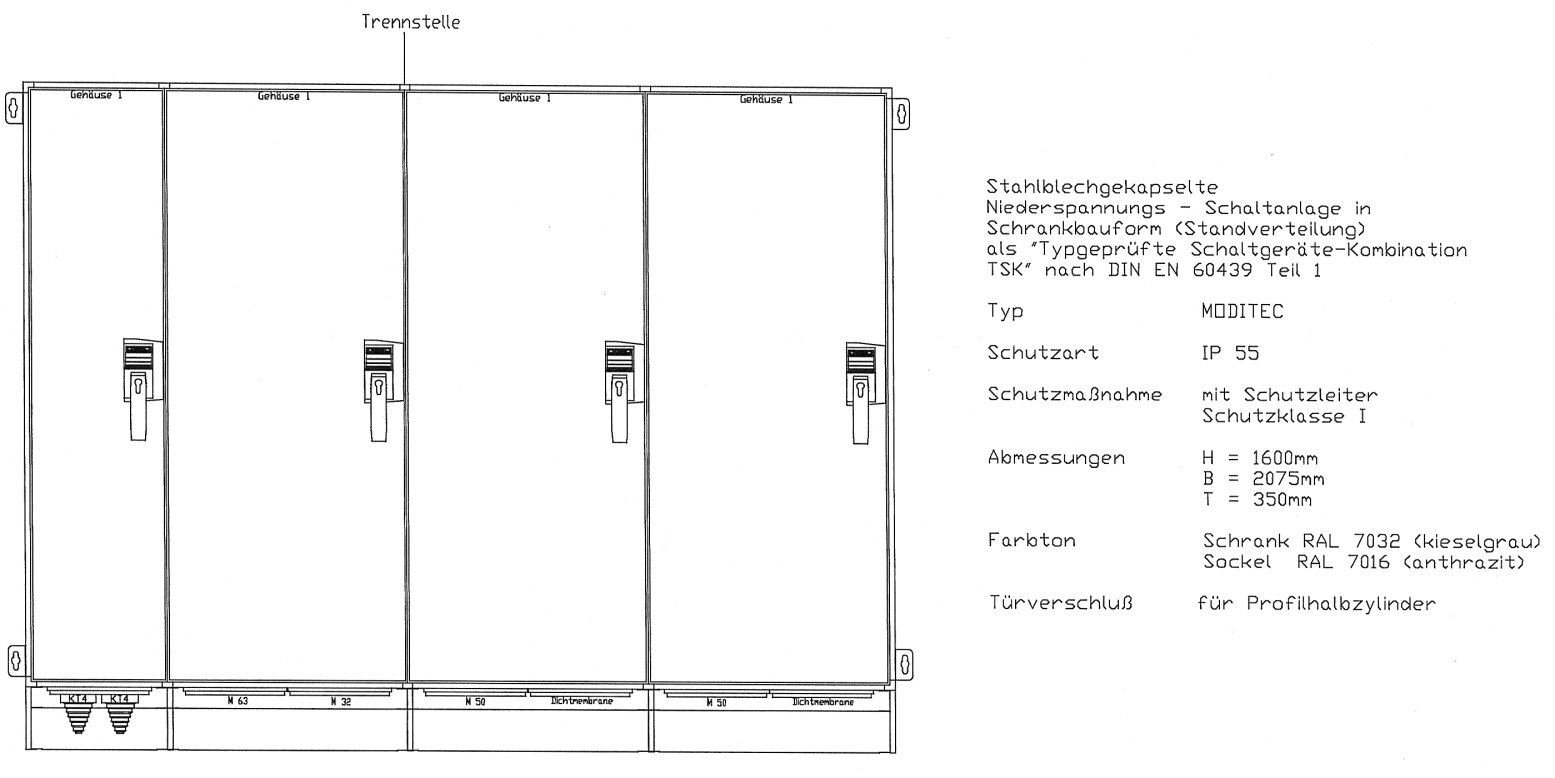 Trennstelle
Gehäuse 1
Gehäuse 1
Gehäuse 1
Gehäuse 1
KT4
KT4
M 63
M 32
M 50
Dichtmembrane
M 50
Dichtmembrane
Stahlblechgekapselte
Niederspannungs - Schaltanlage in
Schrankbauform (Standverteilung)
als "Typgeprüfte Schaltgeräte-Kombination
TSK" nach DIN EN 60439 Teil 1
Typ MODITEC
Schutzart IP 55
Schutzmaßnahme mit Schutzleiter
Schutzklasse I
Abmessungen H = 1600mm
B = 2075mm
T = 350mm
Farbton Schrank RAL 7032 (kieselgrau)
Sockel RAL 7016 (anthrazit)
Türverschluß für Profilhalbzylinder